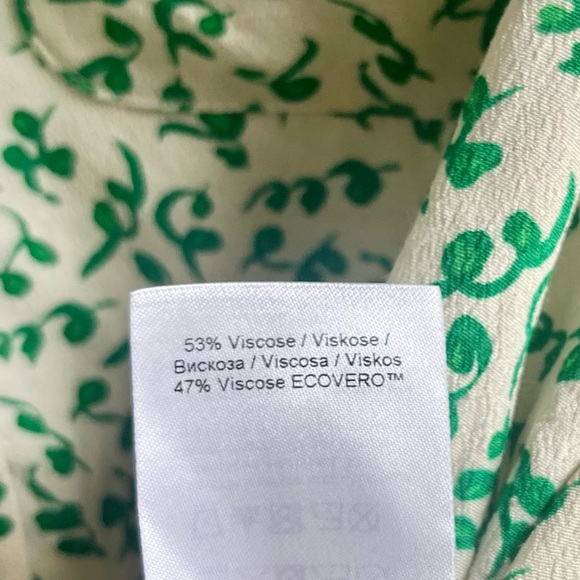 53% Viscose / Viskose /
Вискоза / Viscosa / Viskos
47% Viscose ECOVERO™